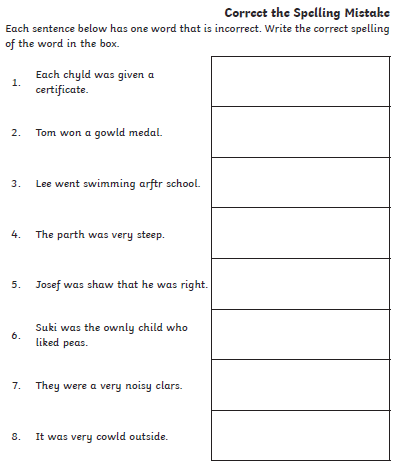 Correct the Spelling Mistake
Each sentence below has one word that is incorrect. Write the correct spelling
of the word in the box.
1. Each chyld was given a
certificate.
2. Tom won a gowld medal.
3. Lee went swimming arftr school.
4. The parth was very steep.
5. Josef was shaw that he was right.
6. Suki was the ownly child who
liked peas.
7. They were a very noisy clars.
8. It was very cowld outside.